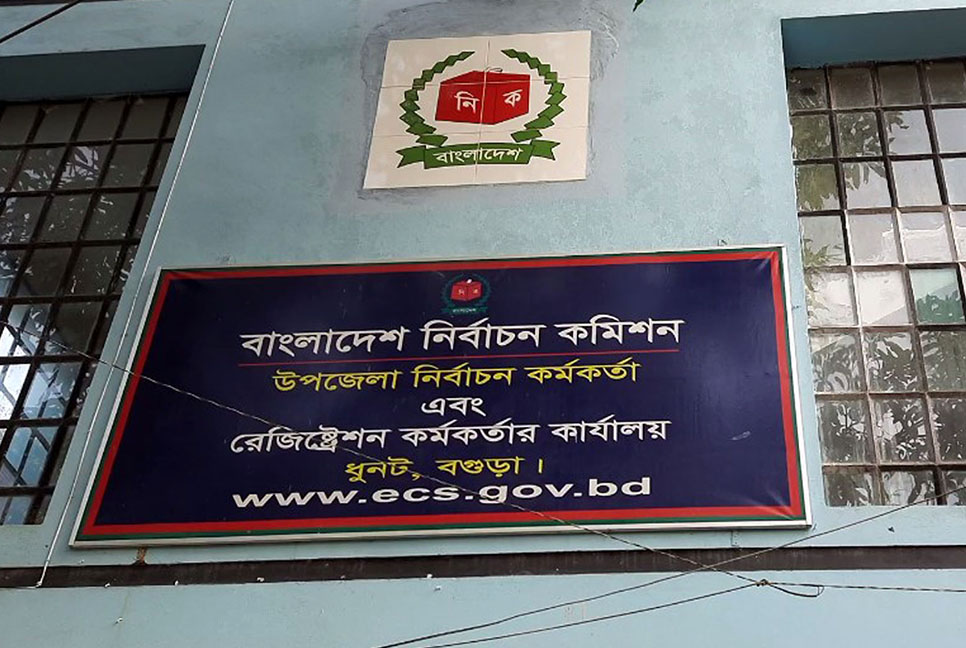 নি ক
বাংলাদেশ
নি ক
বাংলাদেশ নির্বাচন কমিশন
উপজেলা নির্বাচন কর্মকর্তা
এবং
রেজিষ্ট্রেশন কর্মকর্তার কার্যালয়
ধুনট, বগুড়া।
www.ecs.gov.bd